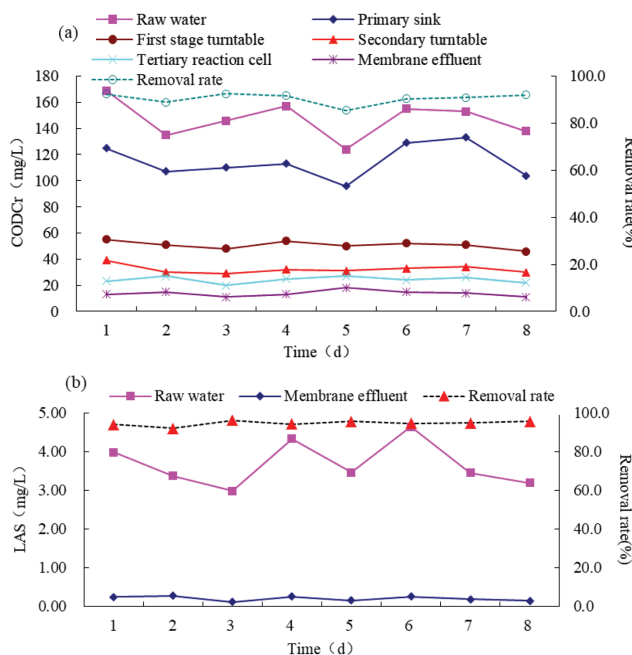 (a)
Raw water
Primary sink
First stage turntable
Secondary turntable
Tertiary reaction cell
Membrane effluent
Removal rate
180
160
140
120
100
80
60
40
20
0
CODCr（mg/L）
100.0
80.0
60.0
40.0
20.0
0.0
Removal rate(%)
1 2 3 4 5 6 7 8
Time（d）
(b)
Raw water
Membrane effluent
Removal rate
5.00
4.00
3.00
2.00
1.00
0.00
LAS（mg/L）
100.0
80.0
60.0
40.0
20.0
0.0
Removal rate(%)
1 2 3 4 5 6 7 8
Time（d）